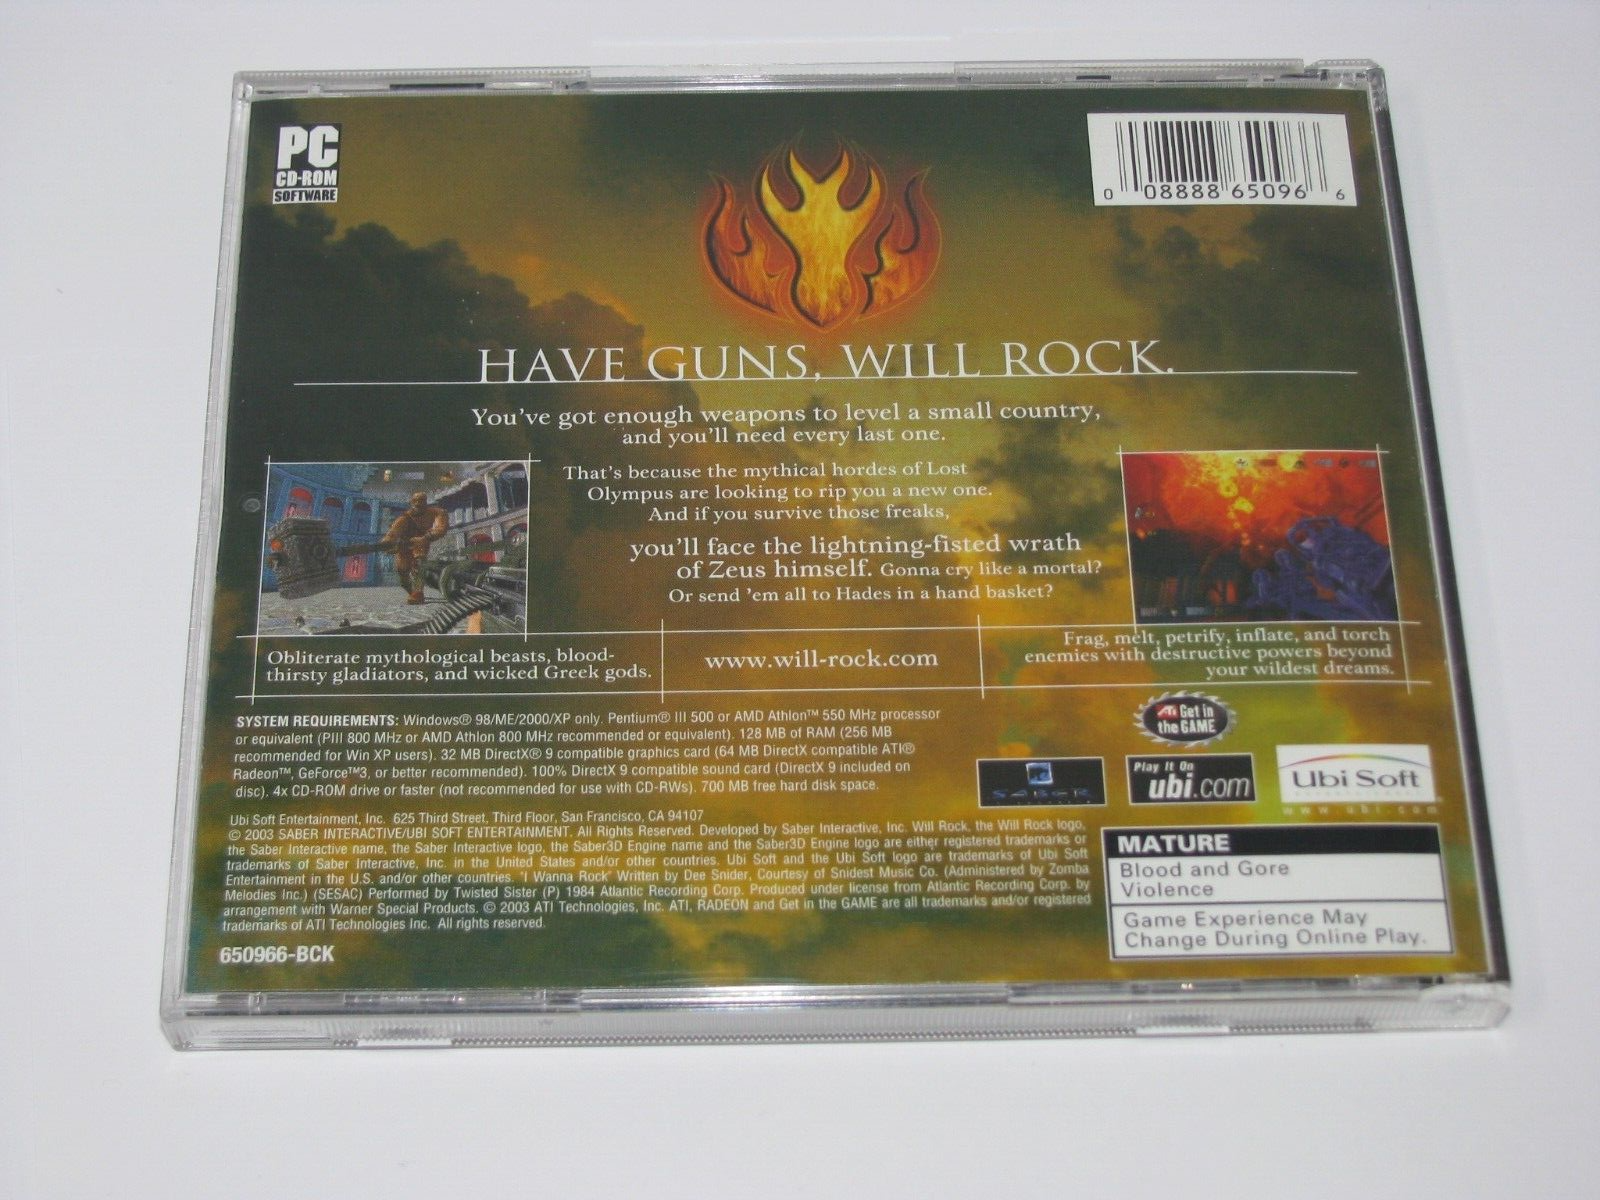 PC
CD-ROM
SOFTWARE
0 08888 65096 6
HAVE GUNS, WILL ROCK.
You've got enough weapons to level a small country,
and you'll need every last one.
That's because the mythical hordes of Lost
Olympus are looking to rip you a new one.
And if you survive those freaks,
you'll face the lightning-fisted wrath
of Zeus himself. Gonna cry like a mortal?
Or send 'em all to Hades in a hand basket?
Obliterate mythological beasts, blood-
thirsty gladiators, and wicked Greek gods.
www.will-rock.com
Frag, melt, petrify, inflate, and torch
enemies with destructive powers beyond
your wildest dreams.
SYSTEM REQUIREMENTS: Windows® 98/ME/2000/XP only. Pentium® III 500 or AMD Athlon™ 550 MHz processor
or equivalent (PIII 800 MHz or AMD Athlon 800 MHz recommended or equivalent). 128 MB of RAM (256 MB
recommended for Win XP users). 32 MB DirectX® 9 compatible graphics card (64 MB DirectX compatible ATI®
Radeon™, GeForce™3, or better recommended). 100% DirectX 9 compatible sound card (DirectX 9 included on
disc). 4x CD-ROM drive or faster (not recommended for use with CD-RWs). 700 MB free hard disk space.
ATI Get in
the GAME
SABER
Play It On
ubi.com
Ubi Soft
www.ubi.com
Ubi Soft Entertainment, Inc. 625 Third Street, Third Floor, San Francisco, CA 94107
© 2003 SABER INTERACTIVE/UBI SOFT ENTERTAINMENT. All Rights Reserved. Developed by Saber Interactive, Inc. Will Rock, the Will Rock logo,
the Saber Interactive name, the Saber Interactive logo, the Saber3D Engine name and the Saber3D Engine logo are either registered trademarks or
trademarks of Saber Interactive, Inc. in the United States and/or other countries. Ubi Soft and the Ubi Soft logo are trademarks of Ubi Soft
Entertainment in the U.S. and/or other countries. "I Wanna Rock" Written by Dee Snider, Courtesy of Snidest Music Co. (Administered by Zomba
Melodies Inc.) (SESAC) Performed by Twisted Sister (P) 1984 Atlantic Recording Corp. Produced under license from Atlantic Recording Corp. by
arrangement with Warner Special Products. © 2003 ATI Technologies, Inc. ATI, RADEON and Get in the GAME are all trademarks and/or registered
trademarks of ATI Technologies Inc. All rights reserved.
650966-BCK
MATURE
Blood and Gore
Violence
Game Experience May
Change During Online Play.